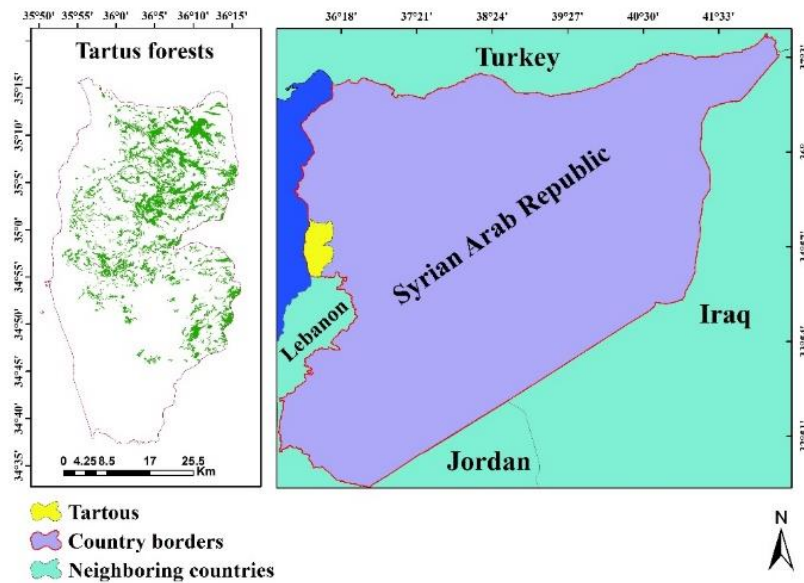 35°50' 35°55' 36°0' 36°5' 36°10' 36°15'
36°18' 37°21' 38°24' 39°27' 40°30' 41°33'
Tartus forests
Turkey
35°15'
35°10'
35°5'
35°0'
34°55'
34°50'
34°45'
34°40'
34°35'
Syrian Arab Republic
Lebanon
Iraq
Jordan
0 4.25 8.5 17 25.5
Km
Tartous
Country borders
Neighboring countries
N